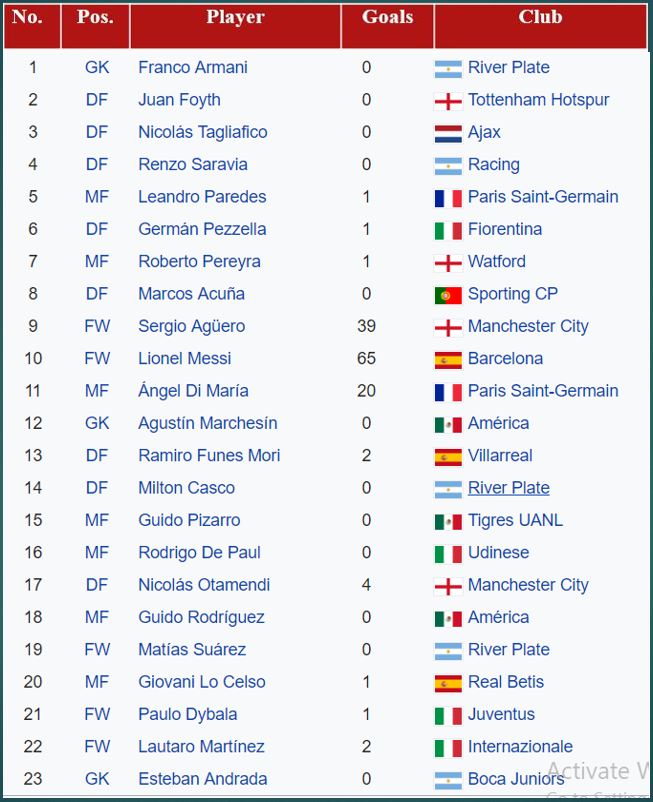 No. Pos. Player Goals Club
1 GK Franco Armani 0 River Plate
2 DF Juan Foyth 0 Tottenham Hotspur
3 DF Nicolás Tagliafico 0 Ajax
4 DF Renzo Saravia 0 Racing
5 MF Leandro Paredes 1 Paris Saint-Germain
6 DF Germán Pezzella 1 Fiorentina
7 MF Roberto Pereyra 1 Watford
8 DF Marcos Acuña 0 Sporting CP
9 FW Sergio Agüero 39 Manchester City
10 FW Lionel Messi 65 Barcelona
11 MF Ángel Di María 20 Paris Saint-Germain
12 GK Agustín Marchesín 0 América
13 DF Ramiro Funes Mori 2 Villarreal
14 DF Milton Casco 0 River Plate
15 MF Guido Pizarro 0 Tigres UANL
16 MF Rodrigo De Paul 0 Udinese
17 DF Nicolás Otamendi 4 Manchester City
18 MF Guido Rodríguez 0 América
19 FW Matías Suárez 0 River Plate
20 MF Giovani Lo Celso 1 Real Betis
21 FW Paulo Dybala 1 Juventus
22 FW Lautaro Martínez 2 Internazionale
23 GK Esteban Andrada 0 Boca Juniors
Activate W